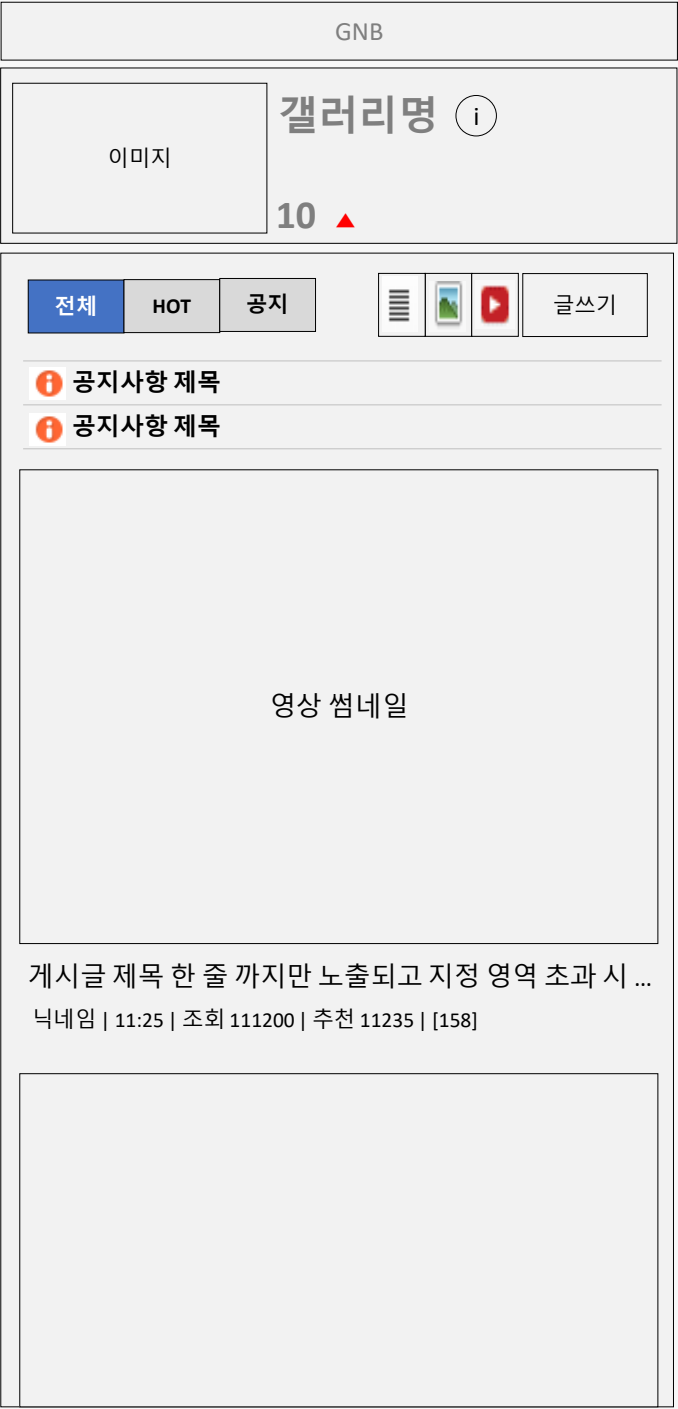 GNB
이미지
갤러리명 i
10 ▲
전체 HOT 공지 글쓰기
공지사항 제목
공지사항 제목
영상 썸네일
게시글 제목 한 줄 까지만 노출되고 지정 영역 초과 시 ...
닉네임 | 11:25 | 조회 111200 | 추천 11235 | [158]